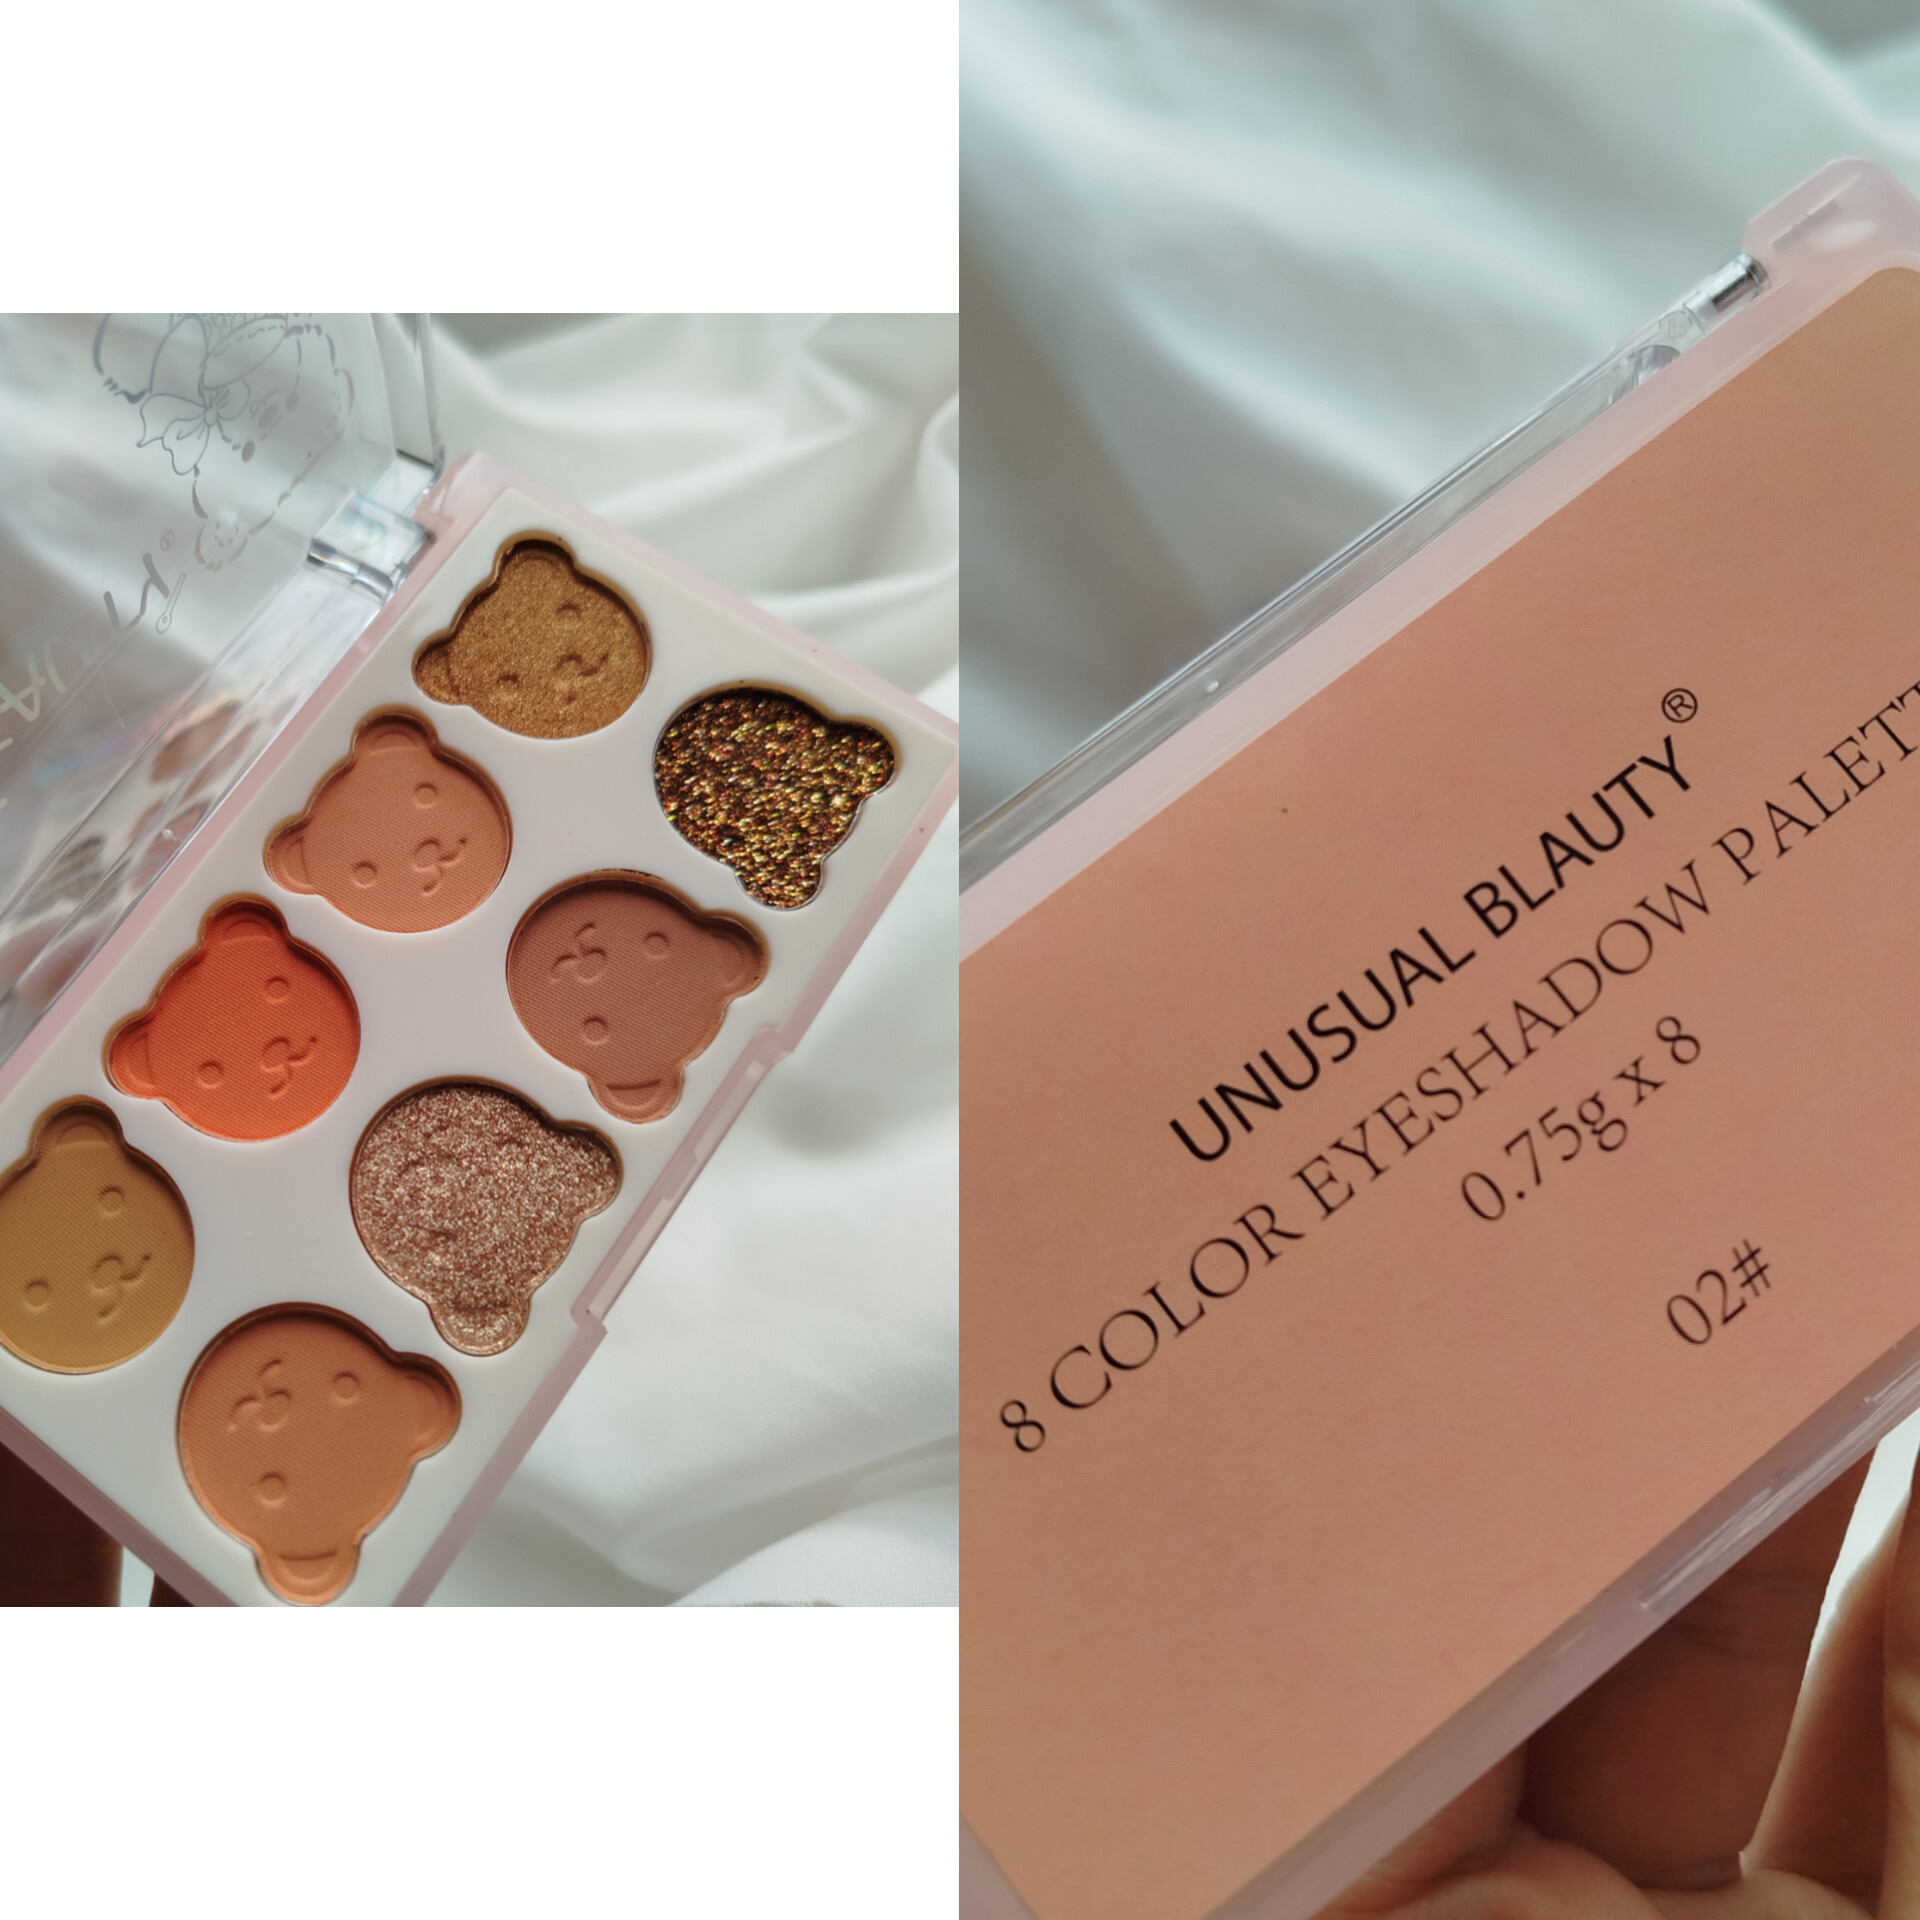 UNUSUAL BLAUTY®
8 COLOR EYESHADOW PALETT
0.75g x 8
02#